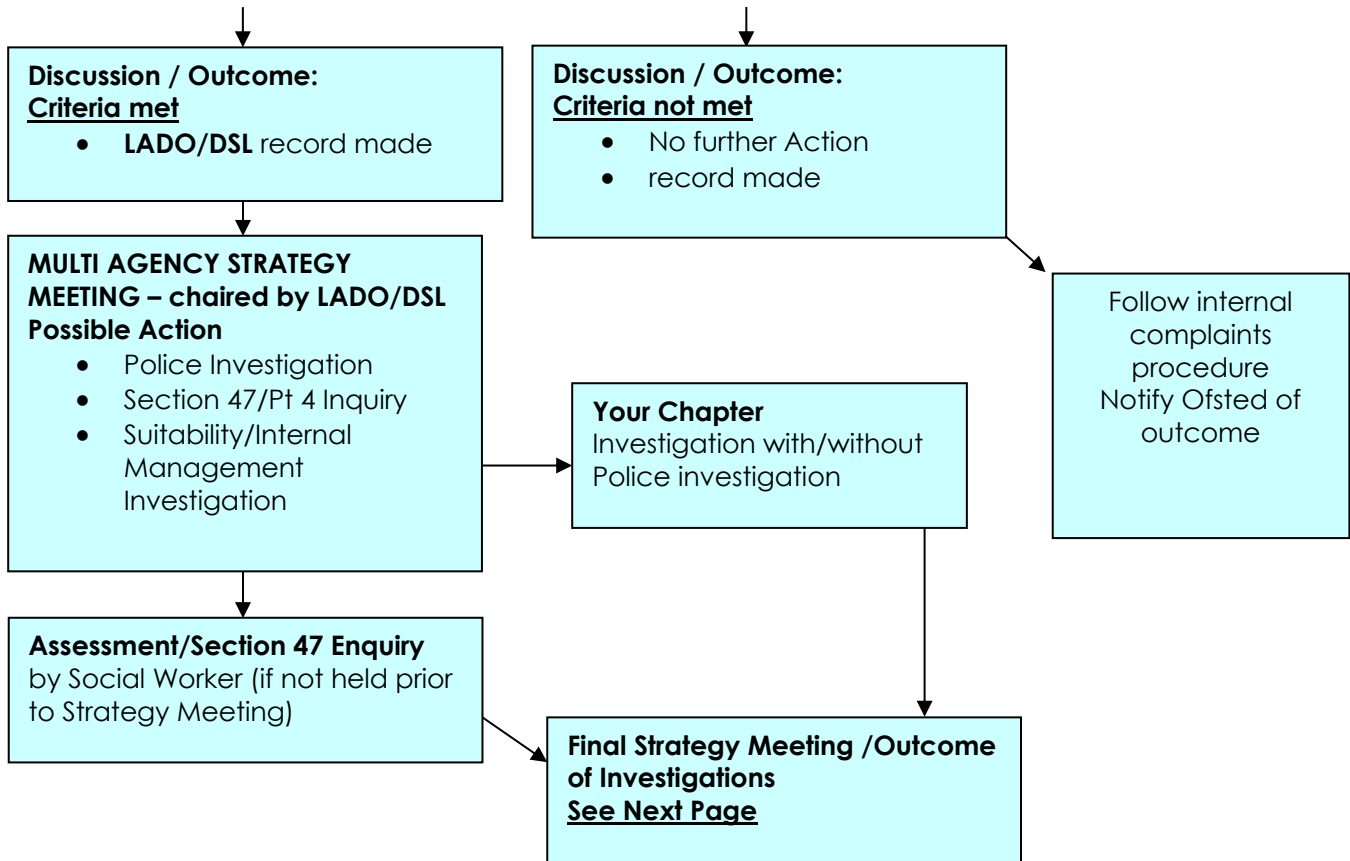 Discussion / Outcome:
Criteria met
• LADO/DSL record made
Discussion / Outcome:
Criteria not met
• No further Action
• record made
MULTI AGENCY STRATEGY
MEETING – chaired by LADO/DSL
Possible Action
• Police Investigation
• Section 47/Pt 4 Inquiry
• Suitability/Internal
Management
Investigation
Follow internal
complaints
procedure
Notify Ofsted of
outcome
Your Chapter
Investigation with/without
Police investigation
Assessment/Section 47 Enquiry
by Social Worker (if not held prior
to Strategy Meeting)
Final Strategy Meeting /Outcome
of Investigations
See Next Page